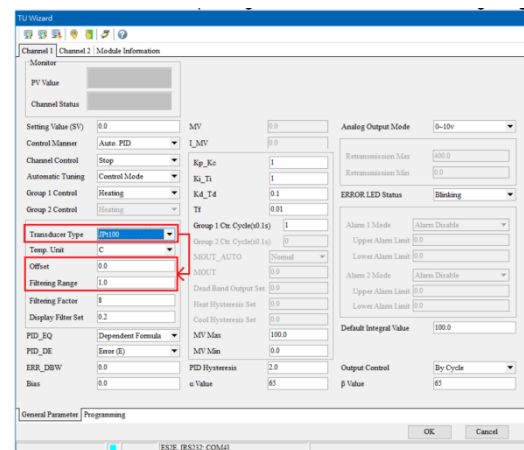 TU Wizard
Channel 1 Channel 2 Module Information
Monitor
PV Value
Channel Status
Setting Value (SV) 0.0 MV 0.0 Analog Output Mode 0~10v
Control Manner Auto. PID I_MV 0.0
Channel Control Stop Kp_Kc 1 Retransmission Max 400.0
Automatic Tuning Control Mode Ki_Ti 1 Retransmission Min 0.0
Group 1 Control Heating Kd_Td 0.1 ERROR LED Status Blinking
Group 2 Control Heating Tf 0.01
Group 1 Ctr. Cycle(x0.1s) 1 Alarm 1 Mode Alarm Disable
Transducer Type JPt100 Group 2 Ctr. Cycle(x0.1s) 0 Upper Alarm Limit 0.0
Temp. Unit C MOUT_AUTO Normal Lower Alarm Limit 0.0
Offset 0.0 MOUT 0.0 Alarm 2 Mode Alarm Disable
Filtering Range 1.0 Dead Band Output Set 0.0 Upper Alarm Limit 0.0
Filtering Factor 8 Heat Hysteresis Set 0.0 Lower Alarm Limit 0.0
Display Filter Set 0.2 Cool Hysteresis Set 0.0
PID_EQ Dependent Formula MV Max 100.0 Default Integral Value 100.0
PID_DE Error (E) MV Min 0.0
ERR_DBW 0.0 PID Hysteresis 2.0 Output Control By Cycle
Bias 0.0 α Value 65 β Value 65
General Parameter Programming
OK Cancel
ES2E, [RS232: COM4]